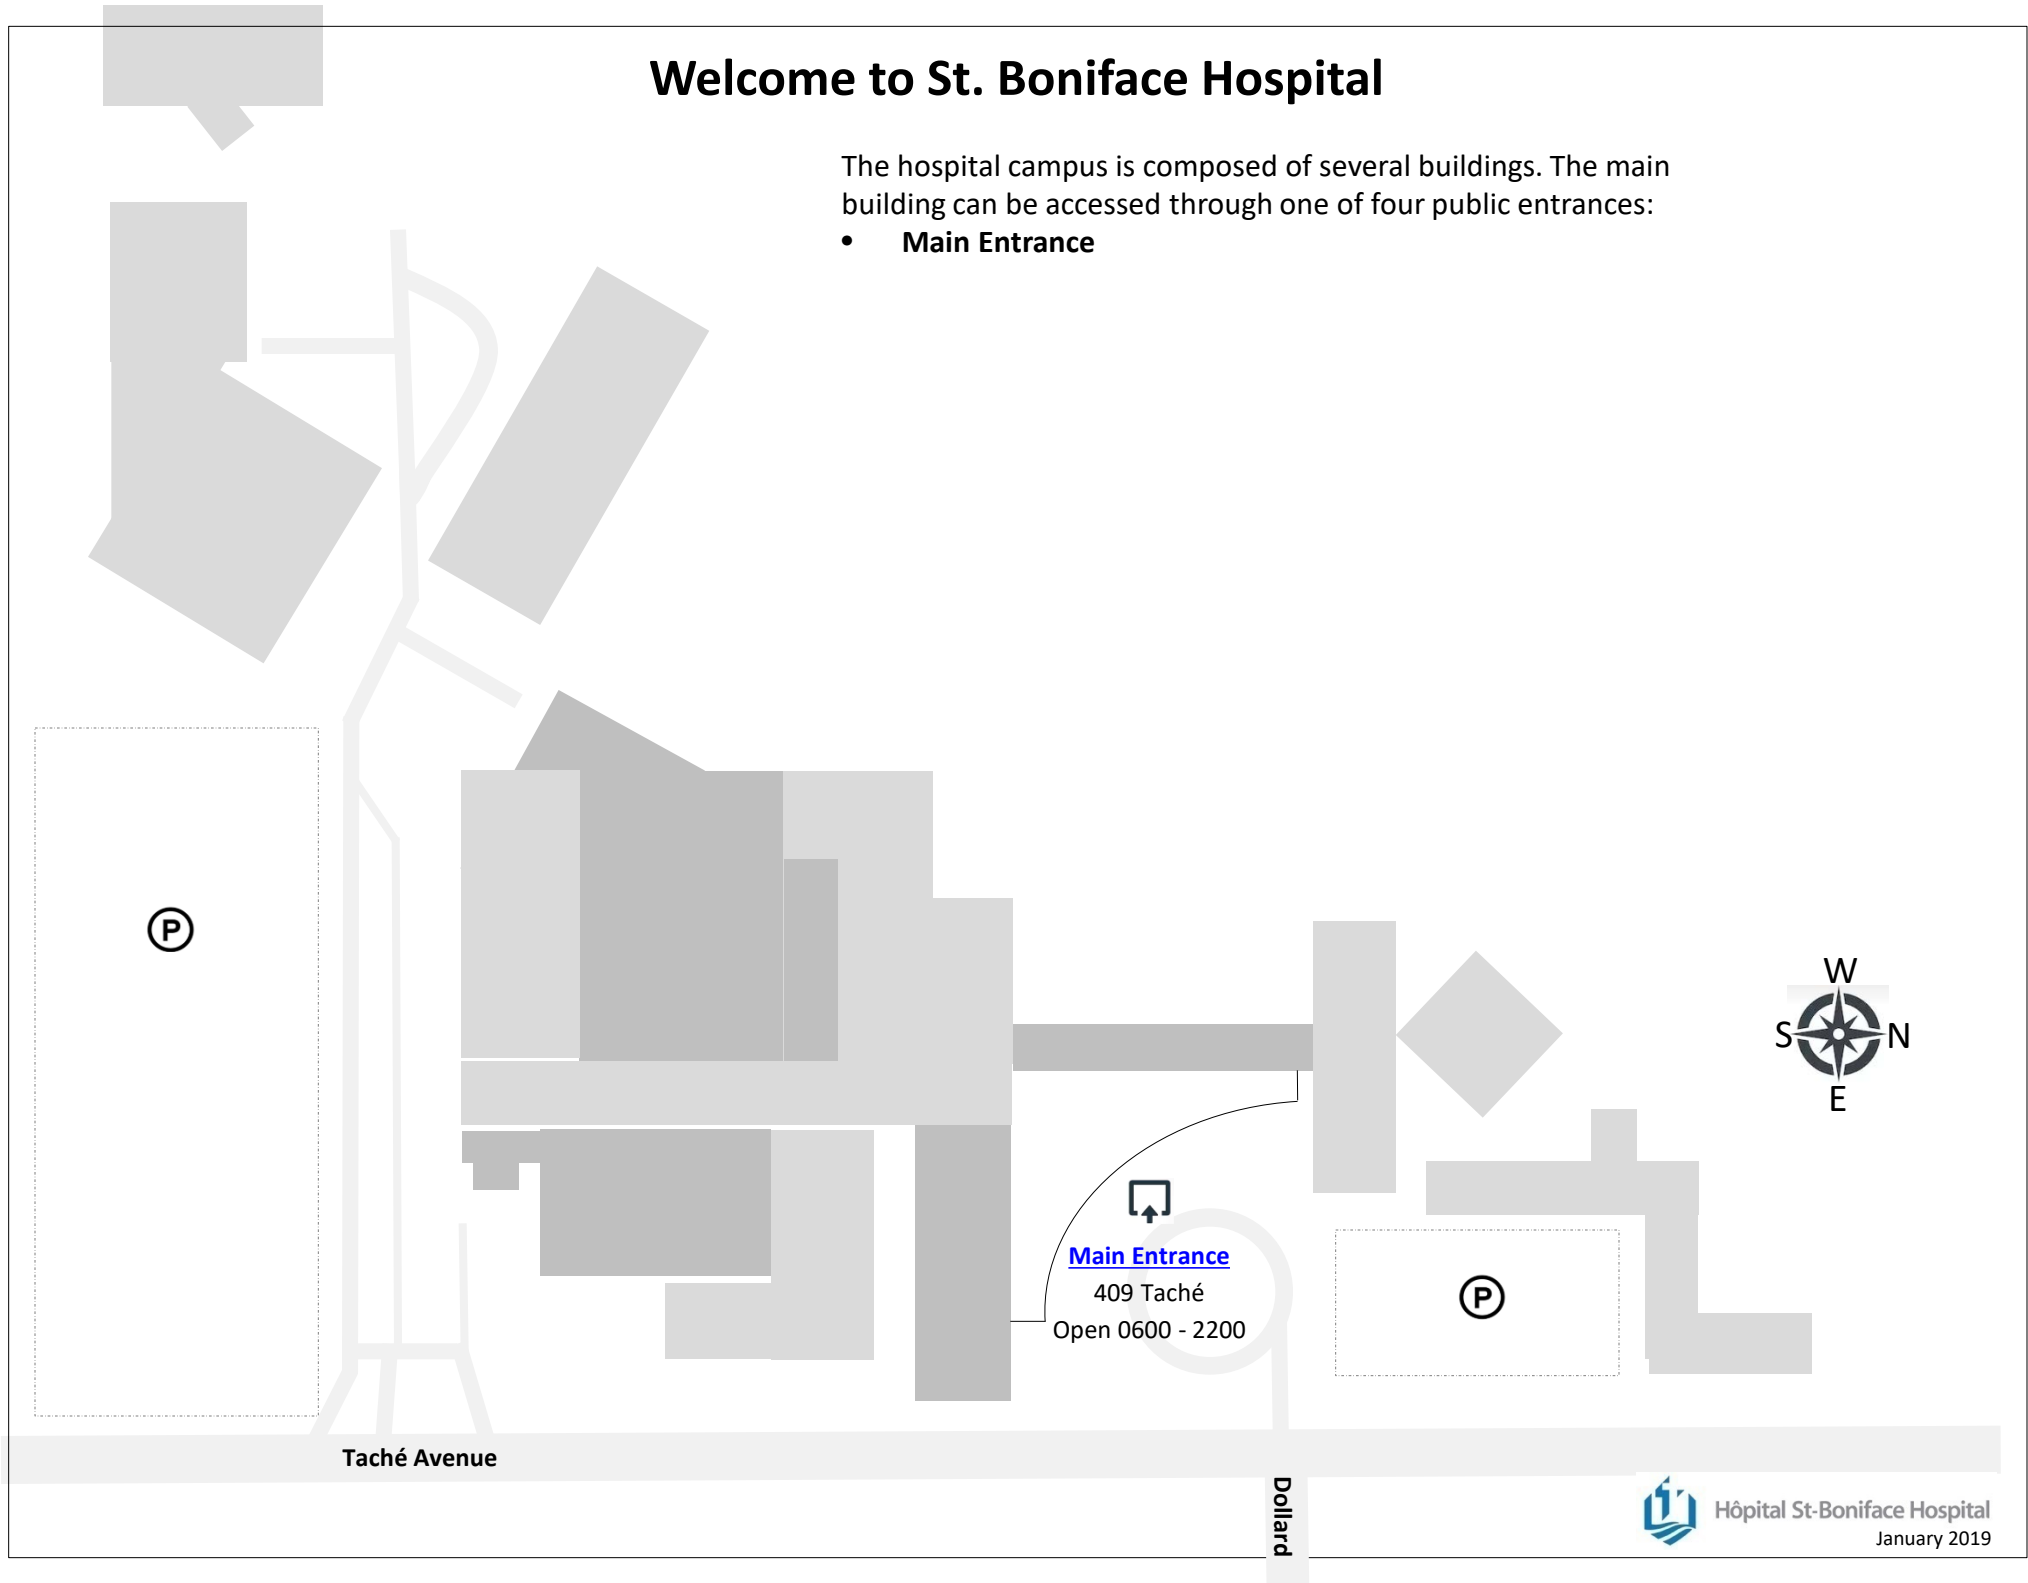 Welcome to St. Boniface Hospital
The hospital campus is composed of several buildings. The main
building can be accessed through one of four public entrances:
• Main Entrance
P
W
S N
E
Main Entrance
409 Taché
Open 0600 - 2200
P
Taché Avenue
Dollard
Hôpital St-Boniface Hospital
January 2019